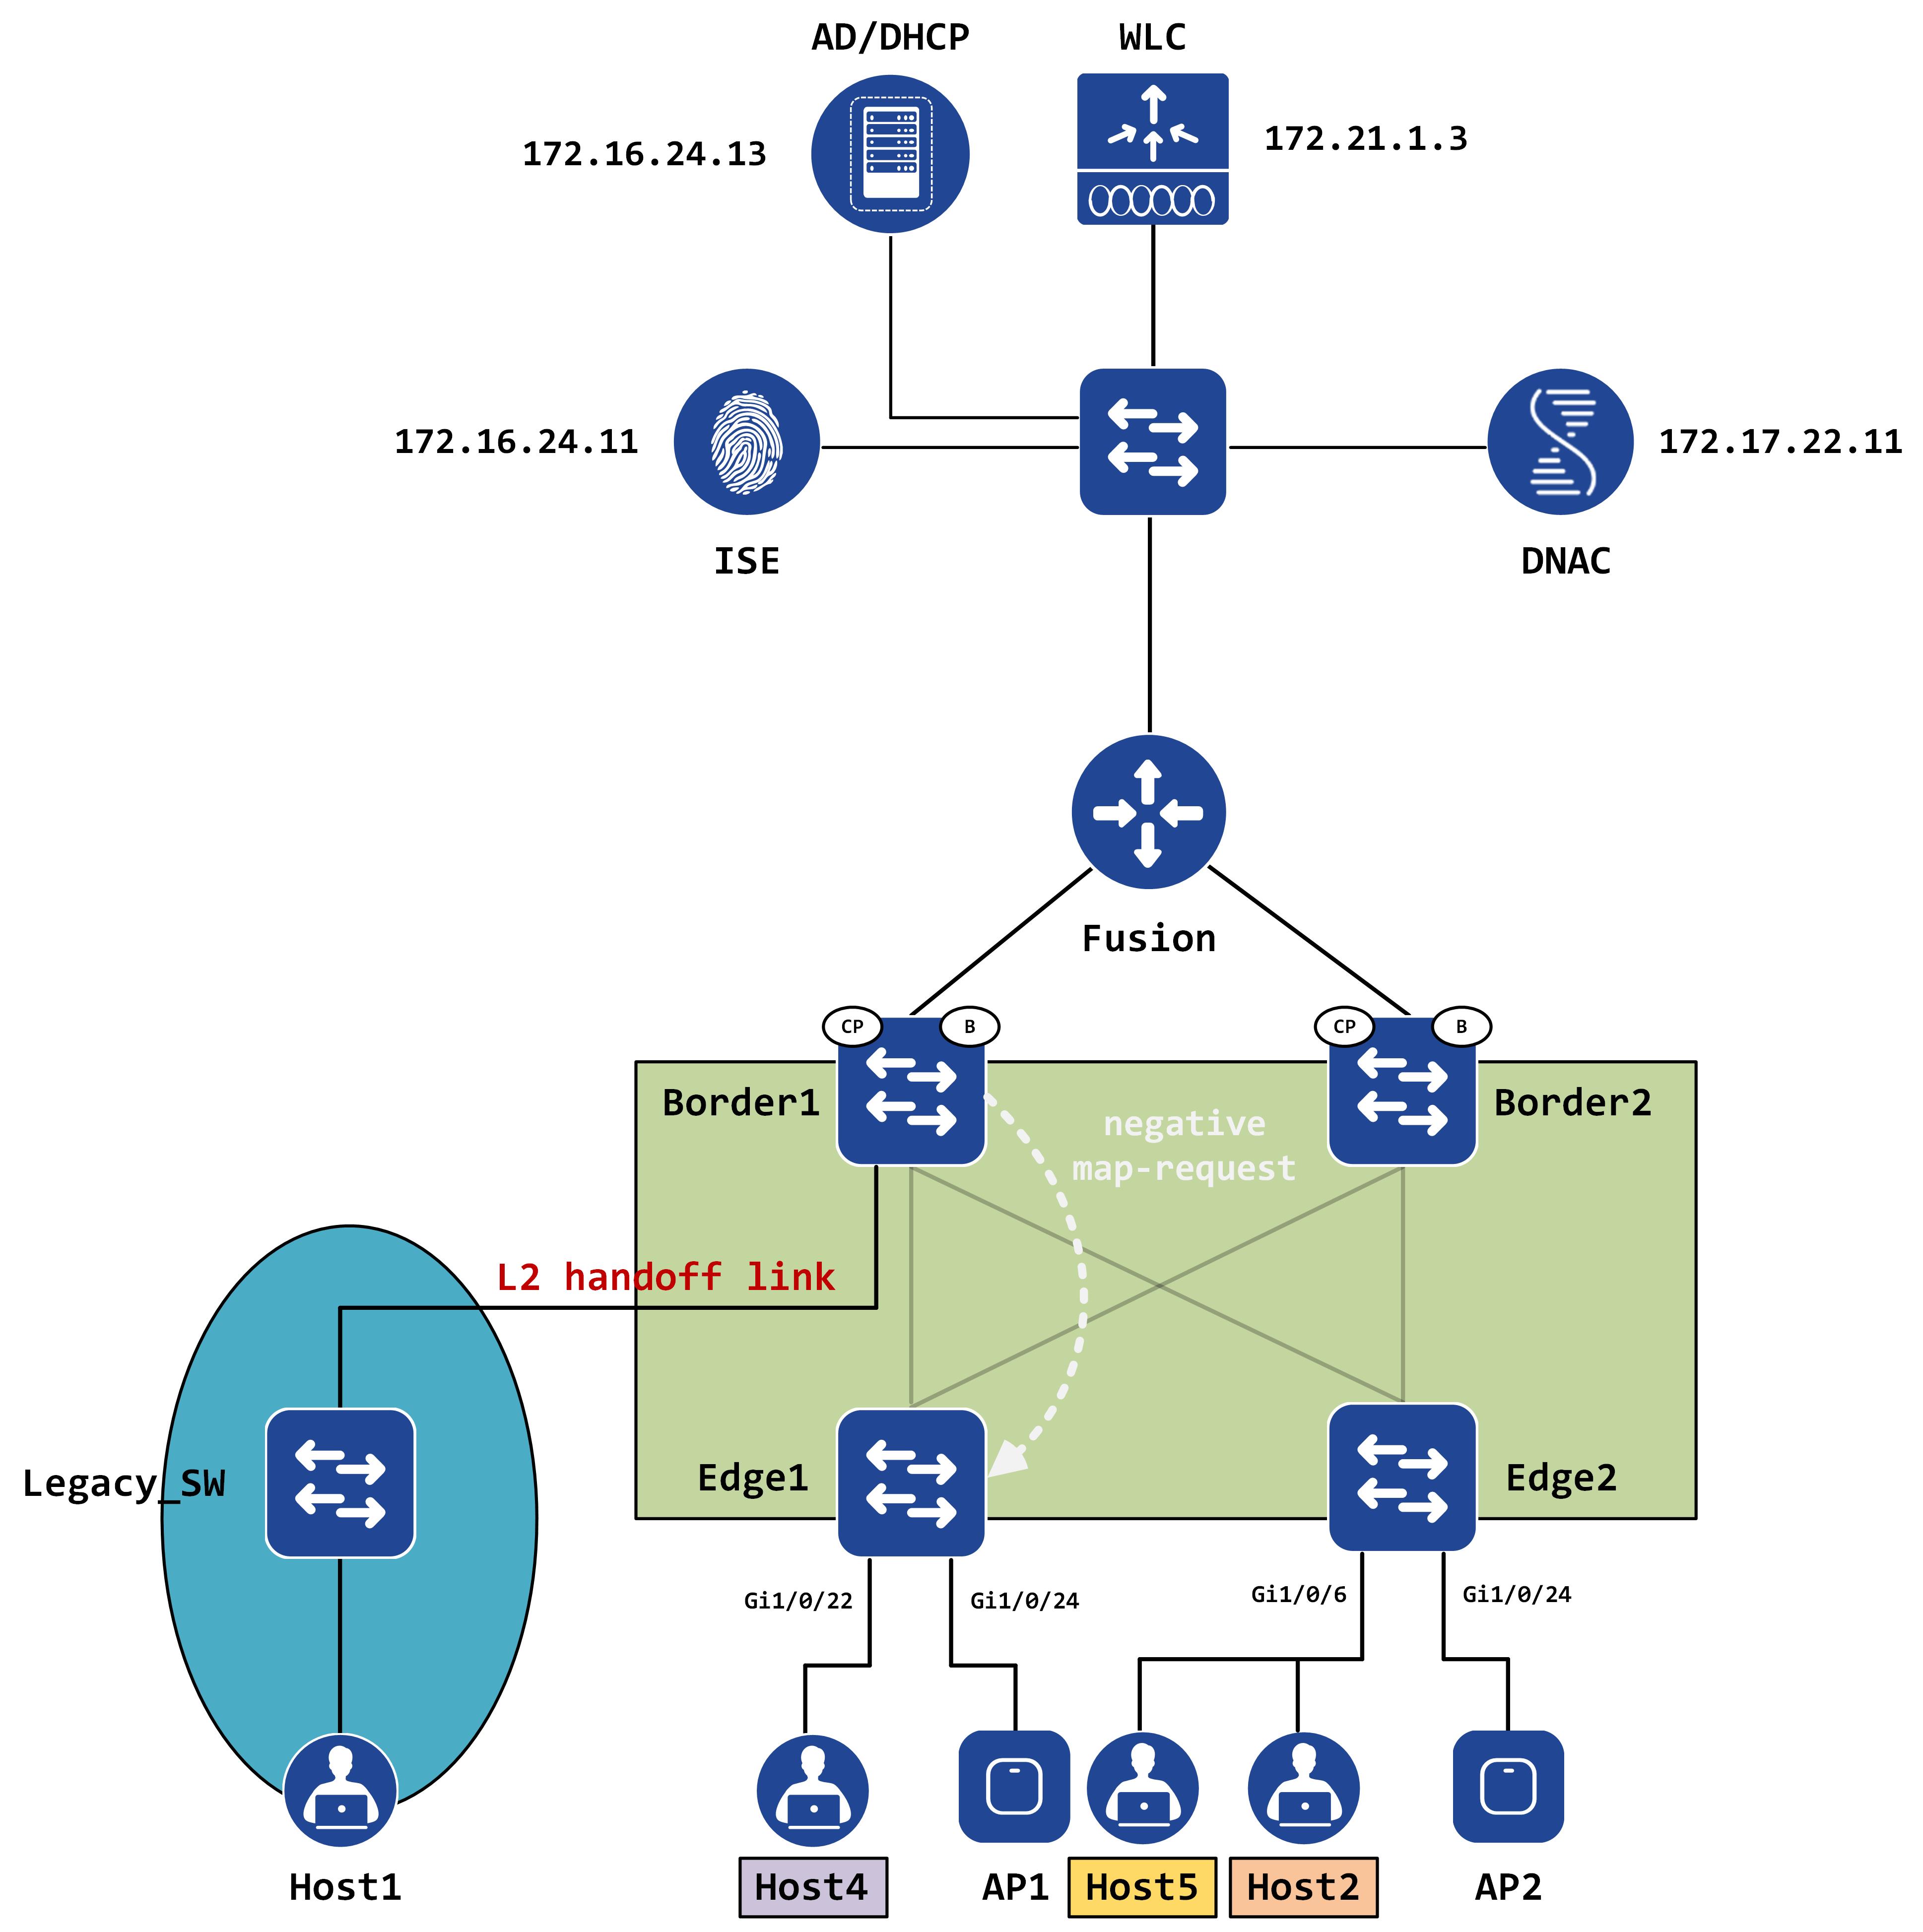 AD/DHCP
WLC
172.16.24.13
172.21.1.3
172.16.24.11
172.17.22.11
ISE
DNAC
Fusion
CP
B
CP
B
Border1
Border2
negative
map-request
L2 handoff link
Legacy_SW
Edge1
Edge2
Gi1/0/22
Gi1/0/24
Gi1/0/6
Gi1/0/24
Host1
Host4
AP1
Host5
Host2
AP2